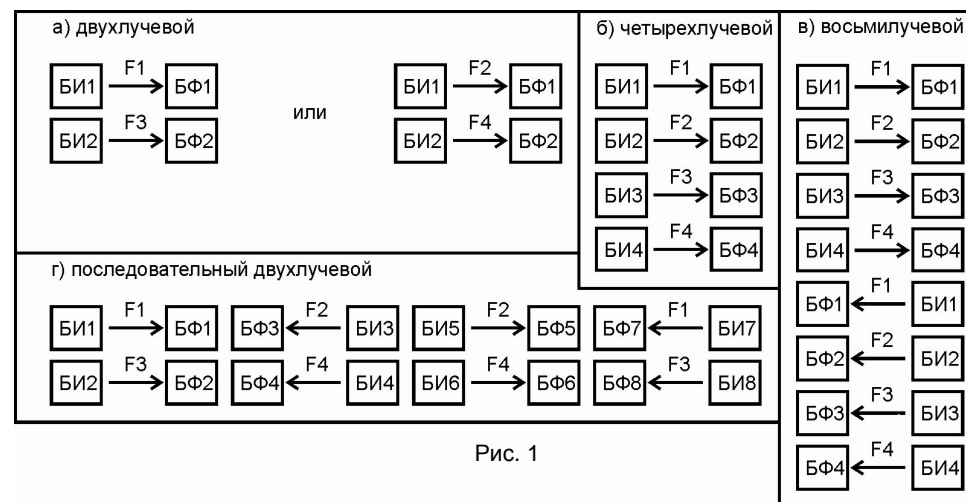 а) двухлучевой
F1
БИ1 БФ1
F3
БИ2 БФ2
или
F2
БИ1 БФ1
F4
БИ2 БФ2
б) четырехлучевой
F1
БИ1 БФ1
F2
БИ2 БФ2
F3
БИ3 БФ3
F4
БИ4 БФ4
в) восьмилучевой
F1
БИ1 БФ1
F2
БИ2 БФ2
F3
БИ3 БФ3
F4
БИ4 БФ4
F1
БФ1 БИ1
F2
БФ2 БИ2
F3
БФ3 БИ3
F4
БФ4 БИ4
г) последовательный двухлучевой
F1 F2 F2 F1
БИ1 БФ1 БФ3 БИ3 БИ5 БФ5 БФ7 БИ7
F3 F4 F4 F3
БИ2 БФ2 БФ4 БИ4 БИ6 БФ6 БФ8 БИ8
Рис. 1